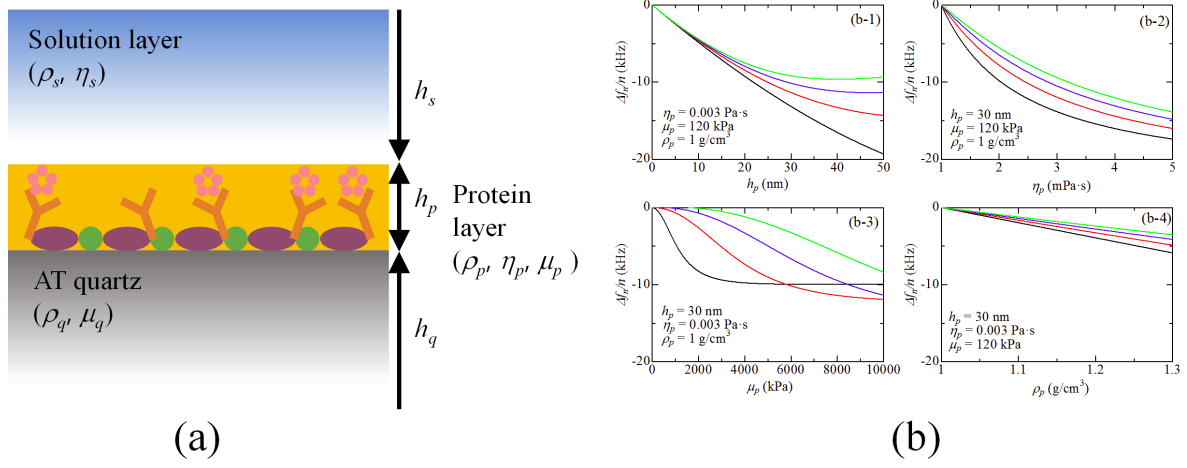 Solution layer
(ρs, ηs)
hs
hp
Protein
layer
(ρp, ηp, μp )
AT quartz
(ρq, μq)
hq
(a)
(b-1)
0
-10
-20
Δfn/n (kHz)
ηp = 0.003 Pa·s
μp = 120 kPa
ρp = 1 g/cm3
0 10 20 30 40 50
hp (nm)
(b-2)
0
-10
-20
Δfn/n (kHz)
hp = 30 nm
μp = 120 kPa
ρp = 1 g/cm3
1 2 3 4 5
ηp (mPa·s)
(b-3)
0
-10
-20
Δfn/n (kHz)
hp = 30 nm
ηp = 0.003 Pa·s
ρp = 1 g/cm3
0 2000 4000 6000 8000 10000
μp (kPa)
(b-4)
0
-10
-20
Δfn/n (kHz)
hp = 30 nm
ηp = 0.003 Pa·s
μp = 120 kPa
1 1.1 1.2 1.3
ρp (g/cm3)
(b)